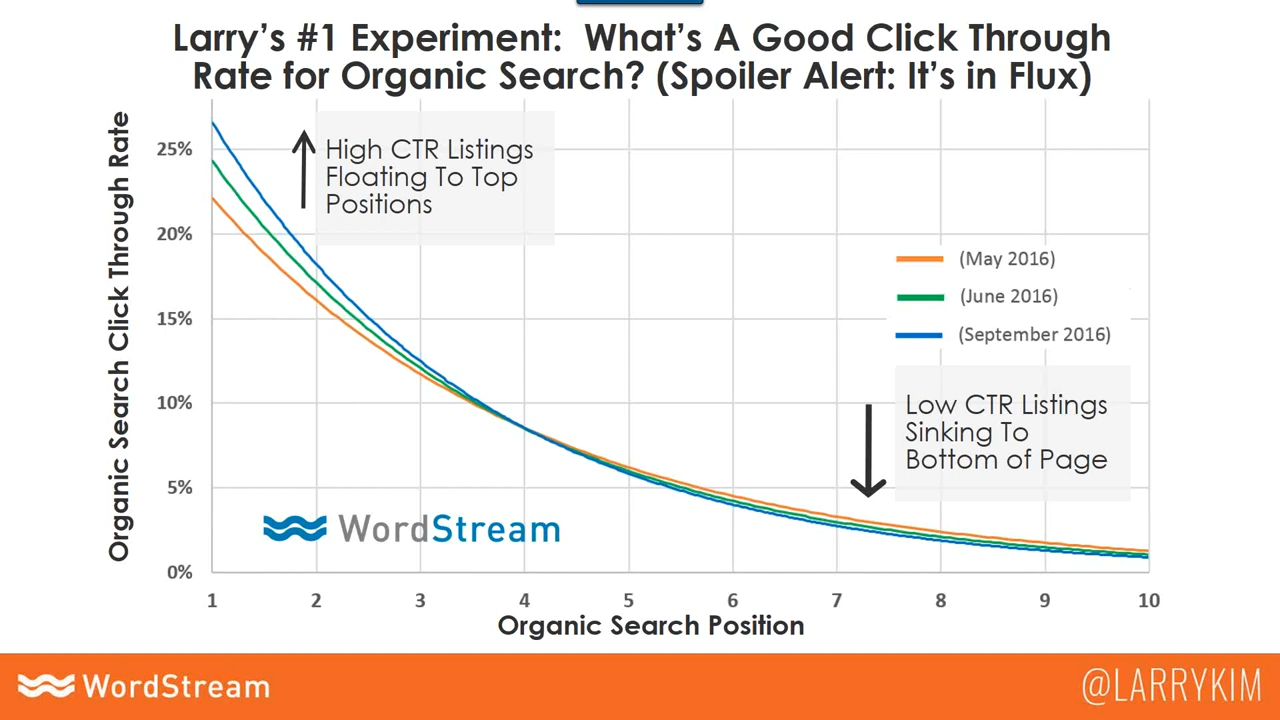 Larry's #1 Experiment:  What's A Good Click Through
Rate for Organic Search? (Spoiler Alert: It's in Flux)
Organic Search Click Through Rate
25%
20%
15%
10%
5%
0%
High CTR Listings
Floating To Top
Positions
(May 2016)
(June 2016)
(September 2016)
Low CTR Listings
Sinking To
Bottom of Page
WordStream
1 2 3 4 5 6 7 8 9 10
Organic Search Position
WordStream
@LARRYKIM